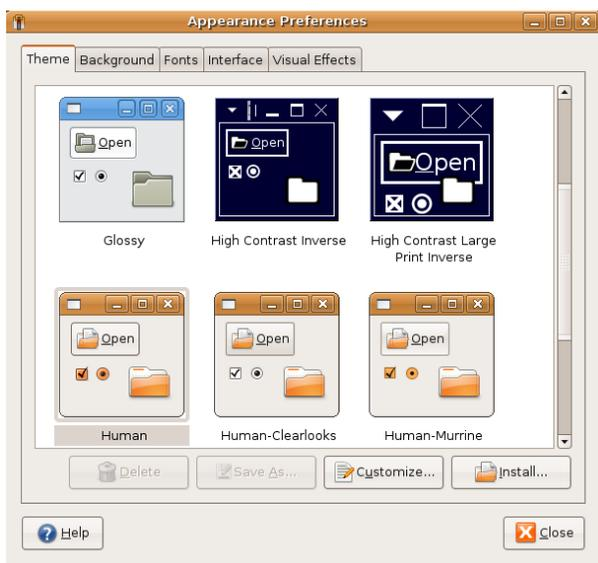 Appearance Preferences
Theme Background Fonts Interface Visual Effects
Open Open Open
Glossy High Contrast Inverse High Contrast Large
Print Inverse
Open Open Open
Human Human-Clearlooks Human-Murrine
Delete Save As... Customize... Install...
Help Close